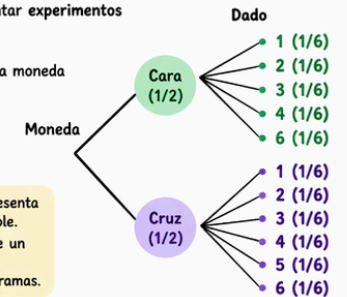 tar experimentos
Dado
a moneda
Cara
(1/2)
1 (1/6)
2 (1/6)
3 (1/6)
4 (1/6)
6 (1/6)
Moneda
esenta
ble.
e un
ramas.
Cruz
(1/2)
1 (1/6)
2 (1/6)
3 (1/6)
4 (1/6)
5 (1/6)
6 (1/6)